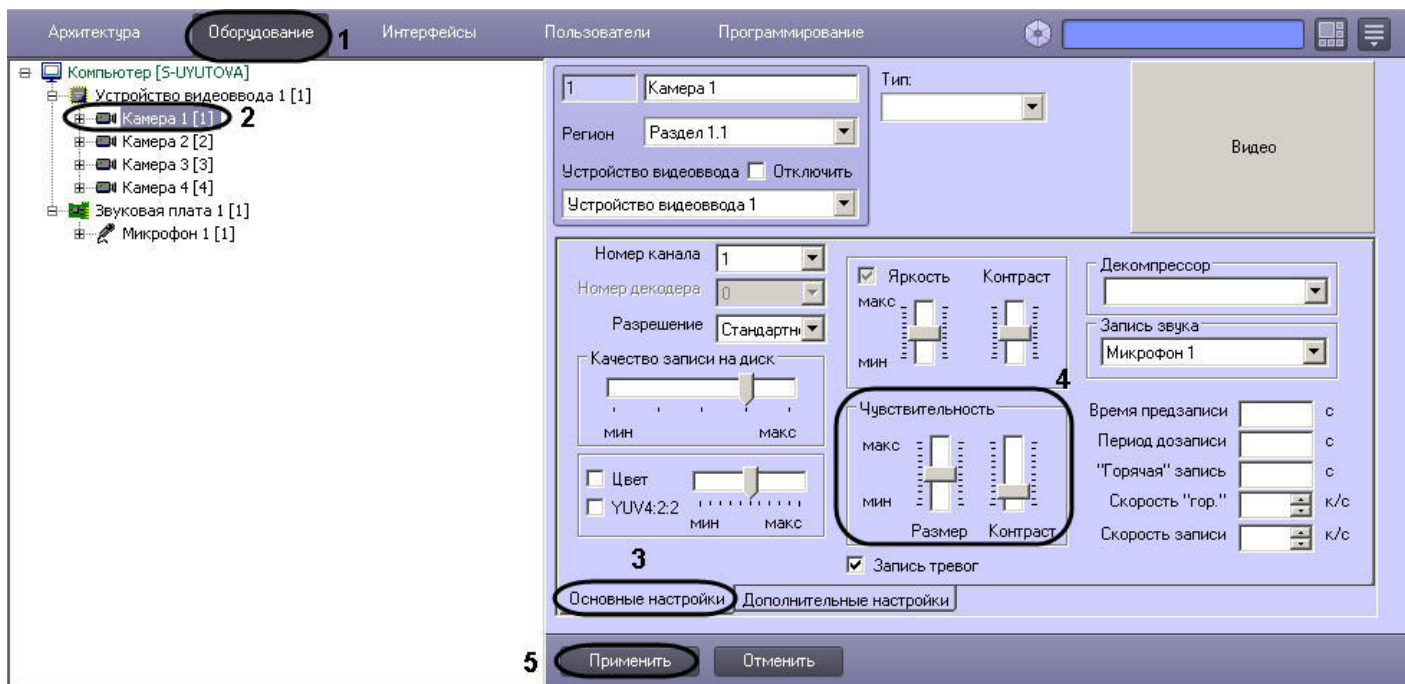 Архитектура Оборудование 1 Интерфейсы Пользователи Программирование
Компьютер [S-UYUTOVA]
Устройство видеоввода 1 [1]
Камера 1 [1] 2
Камера 2 [2]
Камера 3 [3]
Камера 4 [4]
Звуковая плата 1 [1]
Микрофон 1 [1]
1 Камера 1
Регион Раздел 1.1
Устройство видеоввода Отключить
Устройство видеоввода 1
Тип:
Видео
Номер канала 1
Номер декодера 0
Разрешение Стандартн
Качество записи на диск
мин макс
Цвет
YUV4:2:2
мин макс
3
Яркость Контраст
макс
мин
4
Чувствительность
макс
мин
Размер Контраст
Запись тревог
Декомпрессор
Запись звука
Микрофон 1
Время предзаписи с
Период дозаписи с
"Горячая" запись с
Скорость "гор." к/с
Скорость записи к/с
Основные настройки Дополнительные настройки
5 Применить Отменить